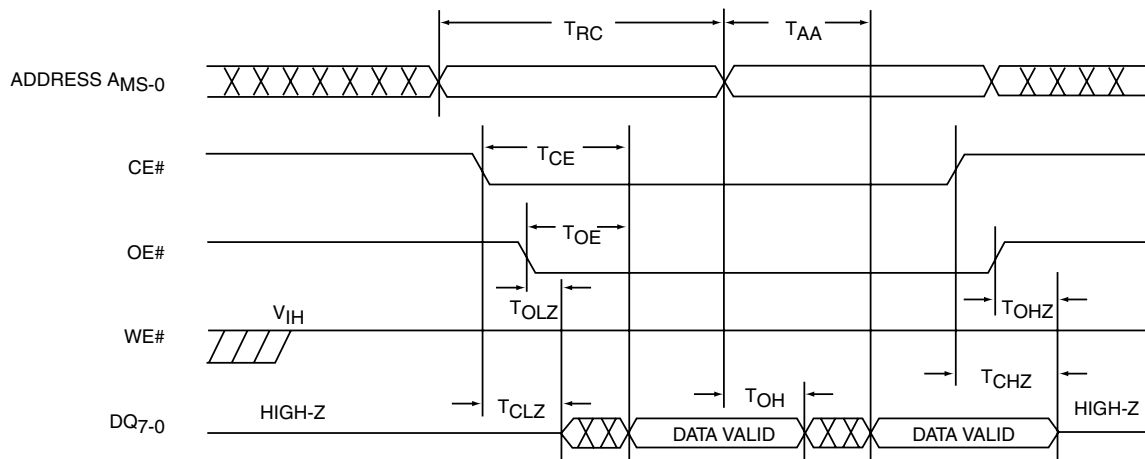 TRC TAA
ADDRESS AMS-0
TCE
CE#
TOE
OE#
TOLZ TOHZ
VIH
WE#
TCHZ
TCLZ TOH
HIGH-Z HIGH-Z
DQ7-0
DATA VALID DATA VALID